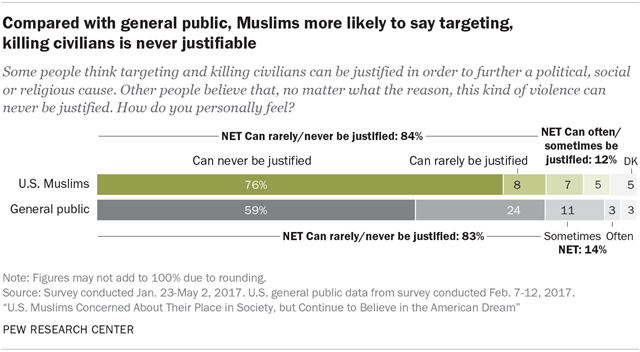 Compared with general public, Muslims more likely to say targeting,
killing civilians is never justifiable
Some people think targeting and killing civilians can be justified in order to further a political, social
or religious cause. Other people believe that, no matter what the reason, this kind of violence can
never be justified. How do you personally feel?
NET Can rarely/never be justified: 84%
NET Can often/
sometimes be
justified: 12%
Can never be justified
Can rarely be justified
DK
U.S. Muslims 76% 8 7 5 5
General public 59% 24 11 3 3
NET Can rarely/never be justified: 83%
Sometimes Often
NET: 14%
Note: Figures may not add to 100% due to rounding.
Source: Survey conducted Jan. 23-May 2, 2017. U.S. general public data from survey conducted Feb. 7-12, 2017.
“U.S. Muslims Concerned About Their Place in Society, but Continue to Believe in the American Dream”
PEW RESEARCH CENTER